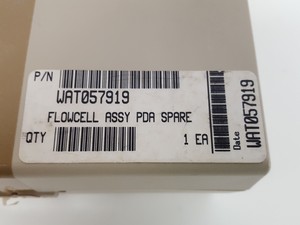 P/N
WAT057919
FLOWCELL ASSY PDA SPARE
QTY 1 EA
Date
WAT057919